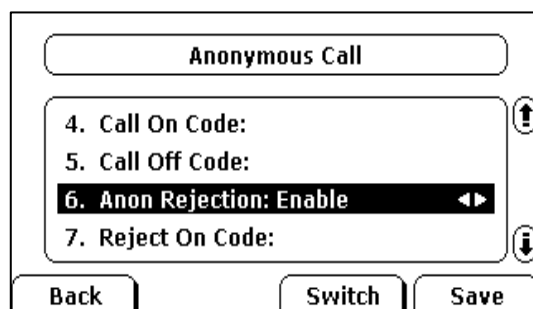 Anonymous Call
4. Call On Code:
5. Call Off Code:
6. Anon Rejection: Enable
7. Reject On Code:
Back Switch Save